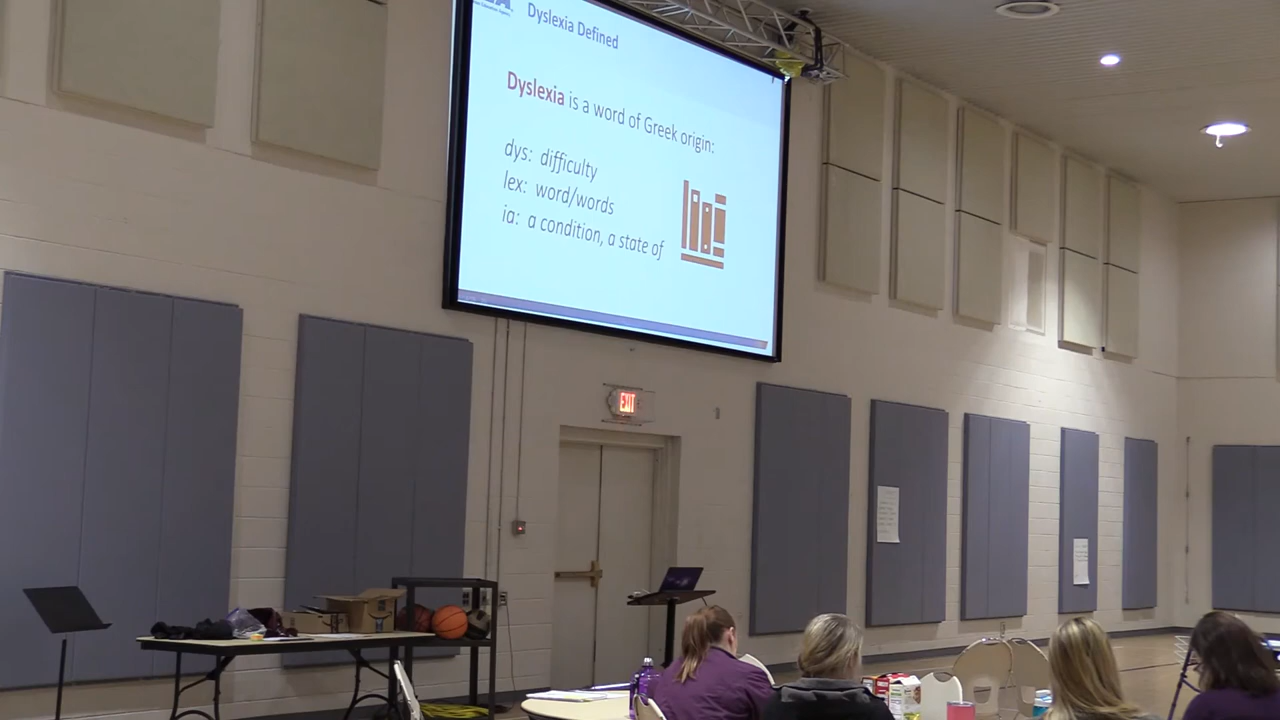 Dyslexia Defined
Dyslexia is a word of Greek origin:
dys: difficulty
lex: word/words
ia: a condition, a state of
EXIT